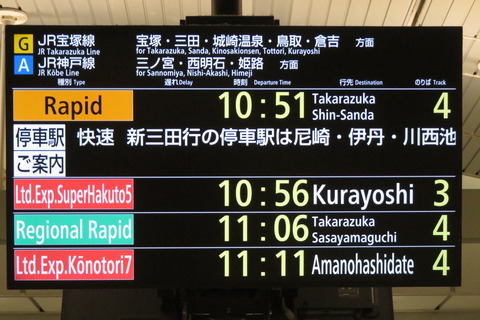 G JR宝塚線 宝塚・三田・城崎温泉・鳥取・倉吉 方面
JR Takarazuka Line for Takarazuka, Sanda, Kinosakionsen, Tottori, Kurayoshi
A JR神戸線 三ノ宮・西明石・姫路 方面
JR Kōbe Line for Sannomiya, Nishi-Akashi, Himeji
種別 Type 遅れ Delay 時刻 Departure Time 行先 Destination のりば Track
Rapid 10:51 Takarazuka Shin-Sanda 4
停車駅ご案内 快速 新三田行の停車駅は尼崎・伊丹・川西池
Ltd.Exp.SuperHakuto5 10:56 Kurayoshi 3
Regional Rapid 11:06 Takarazuka Sasayamaguchi 4
Ltd.Exp.Kōnotori7 11:11 Amanohashidate 4